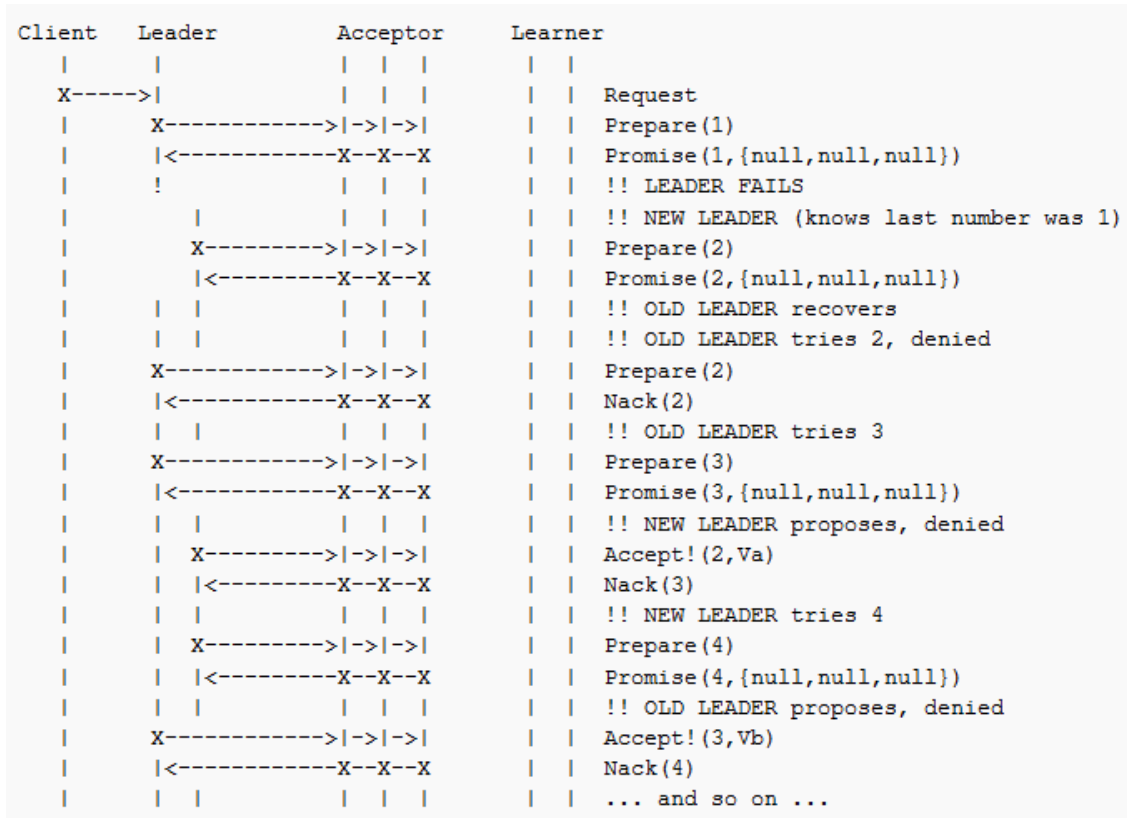 Client   Leader         Acceptor     Learner
   |         |          |  |  |       |  |
   X----->|             |  |  |       |  |  Request
   |         X------------>|->|->|       |  |  Prepare(1)
   |         |<------------X--X--X       |  |  Promise(1,{null,null,null})
   |         !             |  |  |       |  |  !! LEADER FAILS
   |            |          |  |  |       |  |  !! NEW LEADER (knows last number was 1)
   |            X--------->|->|->|       |  |  Prepare(2)
   |            |<---------X--X--X       |  |  Promise(2,{null,null,null})
   |         |  |          |  |  |       |  |  !! OLD LEADER recovers
   |         |  |          |  |  |       |  |  !! OLD LEADER tries 2, denied
   |         X------------>|->|->|       |  |  Prepare(2)
   |         |<------------X--X--X       |  |  Nack(2)
   |         |  |          |  |  |       |  |  !! OLD LEADER tries 3
   |         X------------>|->|->|       |  |  Prepare(3)
   |         |<------------X--X--X       |  |  Promise(3,{null,null,null})
   |         |  |          |  |  |       |  |  !! NEW LEADER proposes, denied
   |         |  X--------->|->|->|       |  |  Accept!(2,Va)
   |         |  |<---------X--X--X       |  |  Nack(3)
   |         |  |          |  |  |       |  |  !! NEW LEADER tries 4
   |         |  X--------->|->|->|       |  |  Prepare(4)
   |         |  |<---------X--X--X       |  |  Promise(4,{null,null,null})
   |         |  |          |  |  |       |  |  !! OLD LEADER proposes, denied
   |         X------------>|->|->|       |  |  Accept!(3,Vb)
   |         |<------------X--X--X       |  |  Nack(4)
   |         |  |          |  |  |       |  |  ... and so on ...